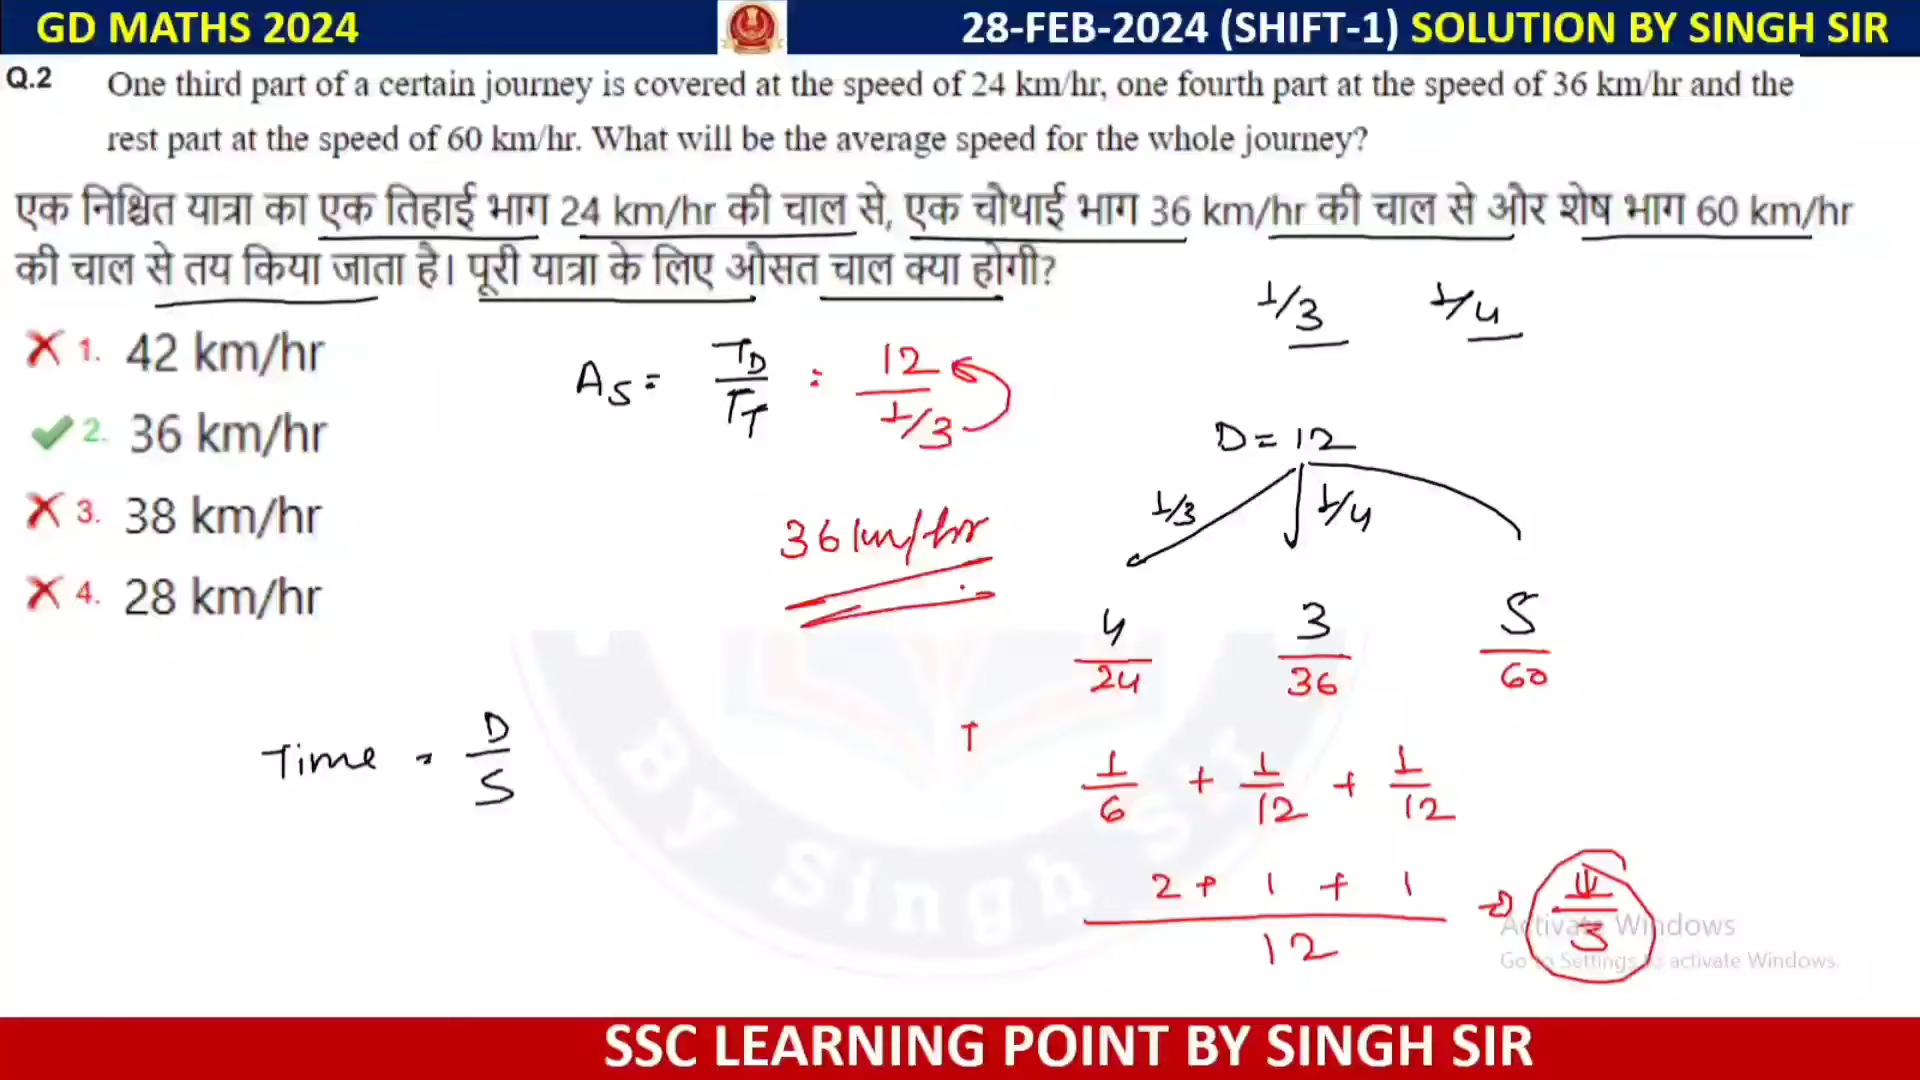 GD MATHS 2024
28-FEB-2024 (SHIFT-1) SOLUTION BY SINGH SIR
Q.2 One third part of a certain journey is covered at the speed of 24 km/hr, one fourth part at the speed of 36 km/hr and the
rest part at the speed of 60 km/hr. What will be the average speed for the whole journey?
एक निश्चित यात्रा का एक तिहाई भाग 24 km/hr की चाल से, एक चोथाई भाग 36 km/hr की चाल से ओर शेष भाग 60 km/hr
की चाल से तय किया जाता है। पूरी यात्रा के लिए औसत चाल क्या होगी?
1/3 1/4
1. 42 km/hr
2. 36 km/hr
3. 38 km/hr
4. 28 km/hr
AS = TD/TT = 12/1/3
36 km/hr
D = 12
1/3 1/4
4/24 3/36 5/60
Time = D/S
T
1/6 + 1/12 + 1/12
2 + 1 + 1
12
1/3
By Singh Sir
Activate Windows
Go to Settings to activate Windows.
SSC LEARNING POINT BY SINGH SIR